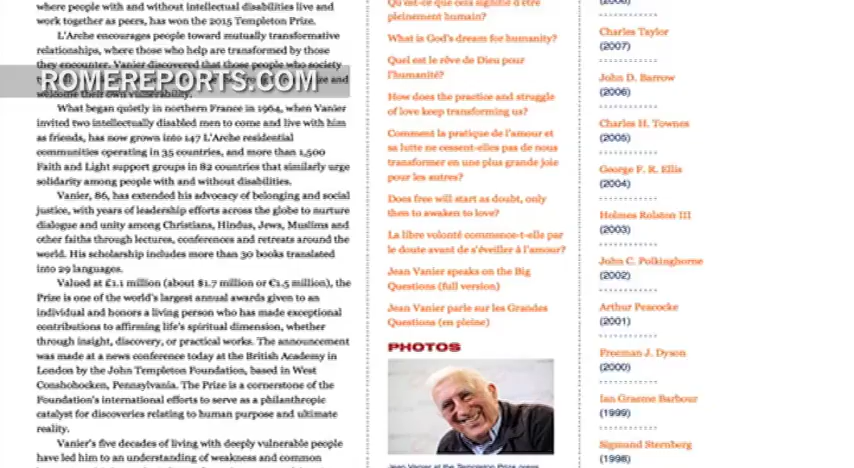 where people with and without intellectual disabilities live and
work together as peers, has won the 2015 Templeton Prize.
L'Arche encourages people toward mutually transformative
relationships, where those who help are transformed by those
they encounter. Vanier discovered that those people who society
ROMEREPORTS.COM
welcome their own vulnerability.
What began quietly in northern France in 1964, when Vanier
invited two intellectually disabled men to come and live with him
as friends, has now grown into 147 L'Arche residential
communities operating in 35 countries, and more than 1,500
Faith and Light support groups in 82 countries that similarly urge
solidarity among people with and without disabilities.
Vanier, 86, has extended his advocacy of belonging and social
justice, with years of leadership efforts across the globe to nurture
dialogue and unity among Christians, Hindus, Jews, Muslims and
other faiths through lectures, conferences and retreats around the
world. His scholarship includes more than 30 books translated
into 29 languages.
Valued at £1.1 million (about $1.7 million or €1.5 million), the
Prize is one of the world's largest annual awards given to an
individual and honors a living person who has made exceptional
contributions to affirming life's spiritual dimension, whether
through insight, discovery, or practical works. The announcement
was made at a news conference today at the British Academy in
London by the John Templeton Foundation, based in West
Conshohocken, Pennsylvania. The Prize is a cornerstone of the
Foundation's international efforts to serve as a philanthropic
catalyst for discoveries relating to human purpose and ultimate
reality.
Vanier's five decades of living with deeply vulnerable people
have led him to an understanding of weakness and common
Qu'est-ce que cela signifie d'être
pleinement humain?
What is God's dream for humanity?
Quel est le rêve de Dieu pour
l'humanité?
How does the practice and struggle
of love keep transforming us?
Comment la pratique de l'amour et
sa lutte ne cessent-elles pas de nous
transformer en une plus grande joie
pour les autres?
Does free will start as doubt, only
then to awaken to love?
La libre volonté commence-t-elle par
le doute avant de s'éveiller à l'amour?
Jean Vanier speaks on the Big
Questions (full version)
Jean Vanier parle sur les Grandes
Questions (en pleine)
PHOTOS
Jean Vanier at the Templeton Prize press
(2008)
Charles Taylor
(2007)
John D. Barrow
(2006)
Charles H. Townes
(2005)
George F. R. Ellis
(2004)
Holmes Rolston III
(2003)
John C. Polkinghorne
(2002)
Arthur Peacocke
(2001)
Freeman J. Dyson
(2000)
Ian Graeme Barbour
(1999)
Sigmund Sternberg
(1998)